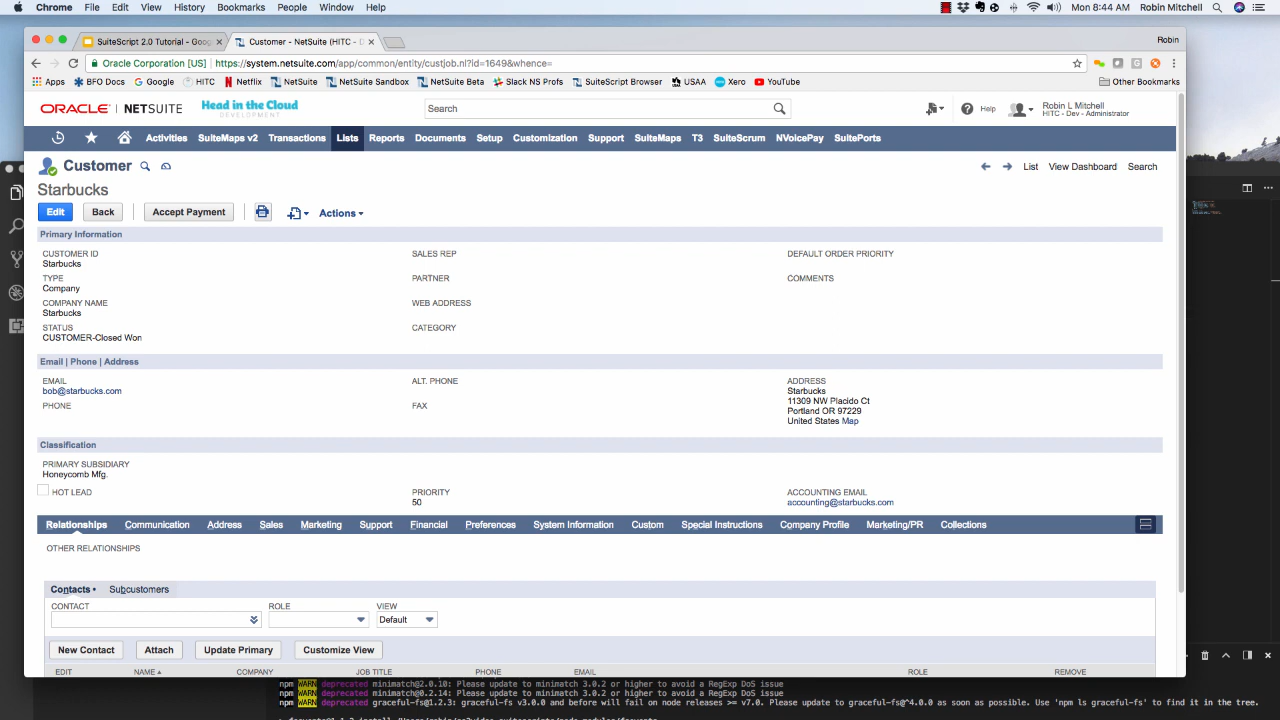 Chrome File Edit View History Bookmarks People Window Help Mon 8:44 AM Robin Mitchell
SuiteScript 2.0 Tutorial - Goog × Customer - NetSuite (HITC - D × Robin
Oracle Corporation [US] https://system.netsuite.com/app/common/entity/custjob.nl?id=1649&whence=
Apps BFO Docs Google HITC Netflix NetSuite NetSuite Sandbox NetSuite Beta Slack NS Profs SuiteScript Browser USAA Xero YouTube Other Bookmarks
ORACLE NETSUITE Head in the Cloud DEVELOPMENT Search Help Robin L Mitchell
HITC - Dev - Administrator
Activities SuiteMaps v2 Transactions Lists Reports Documents Setup Customization Support SuiteMaps T3 SuiteScrum NVoicePay SuitePorts
Customer List View Dashboard Search
Starbucks
Edit Back Accept Payment Actions
Primary Information
CUSTOMER ID SALES REP DEFAULT ORDER PRIORITY
Starbucks
TYPE PARTNER COMMENTS
Company
COMPANY NAME WEB ADDRESS
Starbucks
STATUS CATEGORY
CUSTOMER-Closed Won
Email | Phone | Address
EMAIL ALT. PHONE ADDRESS
bob@starbucks.com Starbucks
PHONE FAX 11309 NW Placido Ct
Portland OR 97229
United States Map
Classification
PRIMARY SUBSIDIARY
Honeycomb Mfg.
HOT LEAD PRIORITY ACCOUNTING EMAIL
50 accounting@starbucks.com
Relationships Communication Address Sales Marketing Support Financial Preferences System Information Custom Special Instructions Company Profile Marketing/PR Collections
OTHER RELATIONSHIPS
Contacts • Subcustomers
CONTACT ROLE VIEW
Default
New Contact Attach Update Primary Customize View
EDIT NAME COMPANY JOB TITLE PHONE EMAIL ROLE REMOVE
npm WARN deprecated minimatch@2.0.10: Please update to minimatch 3.0.2 or higher to avoid a RegExp DoS issue
npm WARN deprecated minimatch@0.2.14: Please update to minimatch 3.0.2 or higher to avoid a RegExp DoS issue
npm WARN deprecated graceful-fs@1.2.3: graceful-fs v3.0.0 and before will fail on node releases >= v7.0. Please update to graceful-fs@^4.0.0 as soon as possible. Use 'npm ls graceful-fs' to find it in the tree.